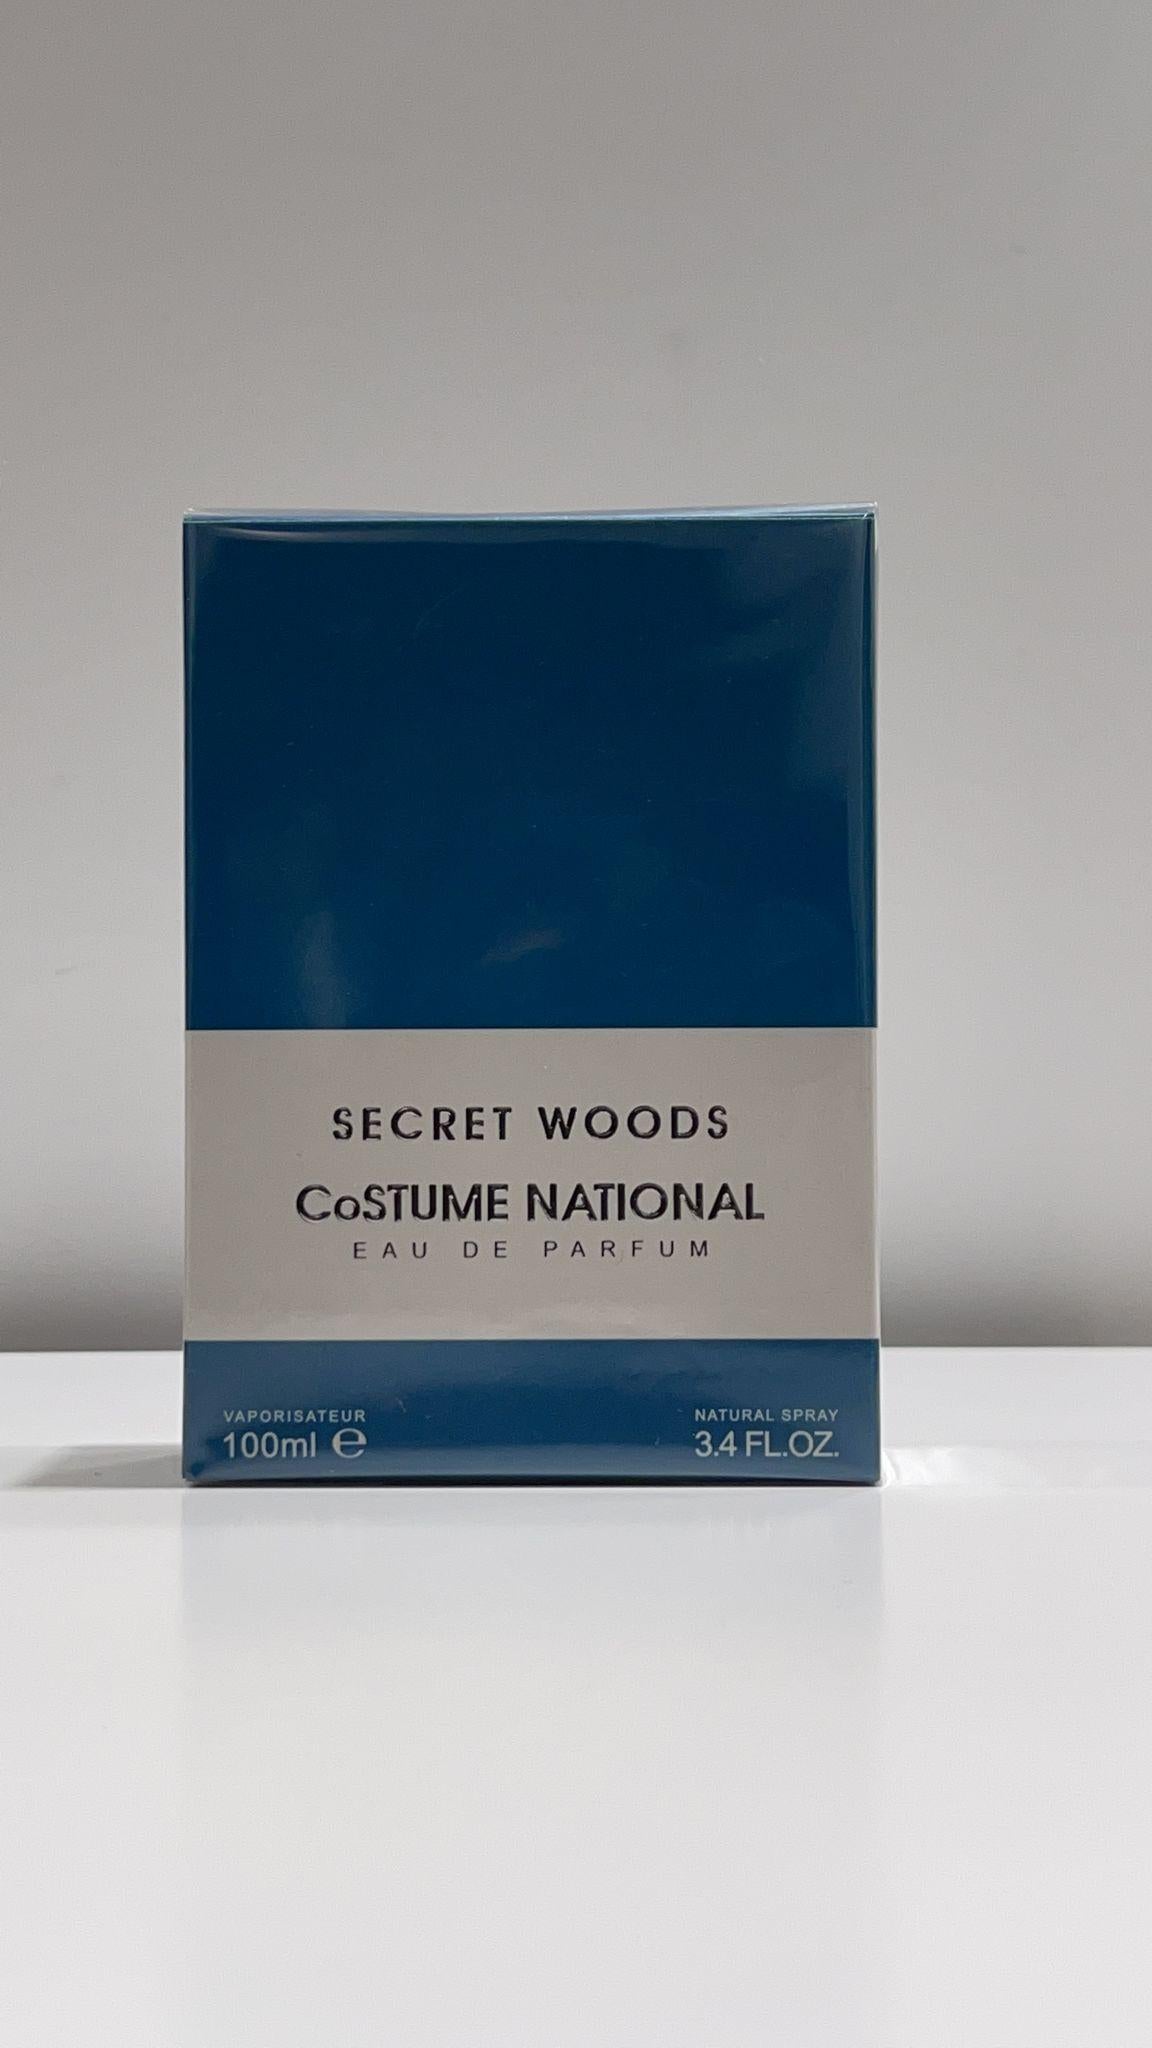 SECRET WOODS
CoSTUME NATIONAL
EAU DE PARFUM
VAPORISATEUR
100ml ℮
NATURAL SPRAY
3.4 FL.OZ.